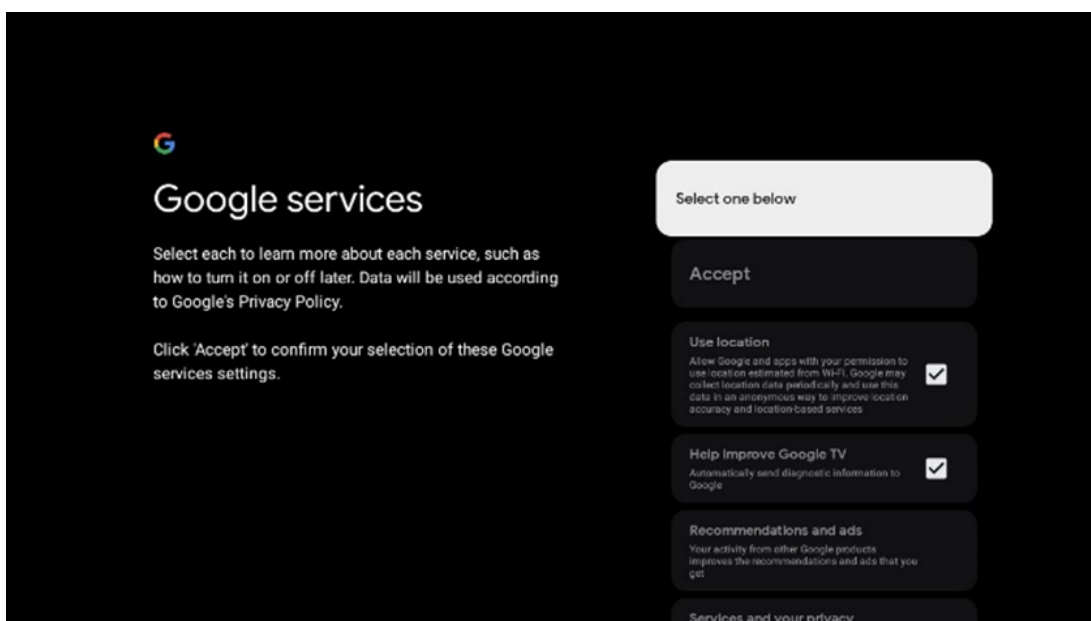 Google services
Select each to learn more about each service, such as
how to turn it on or off later. Data will be used according
to Google's Privacy Policy.
Click 'Accept' to confirm your selection of these Google
services settings.
Select one below
Accept
Use location
Allow Google and apps with your permission to
use location estimated from Wi-Fi. Google may
collect location data periodically and use this
data in an anonymous way to improve location
accuracy and location-based services
Help improve Google TV
Automatically send diagnostic information to
Google
Recommendations and ads
Your activity from other Google products
improves the recommendations and ads that you
get
Services and your privacy